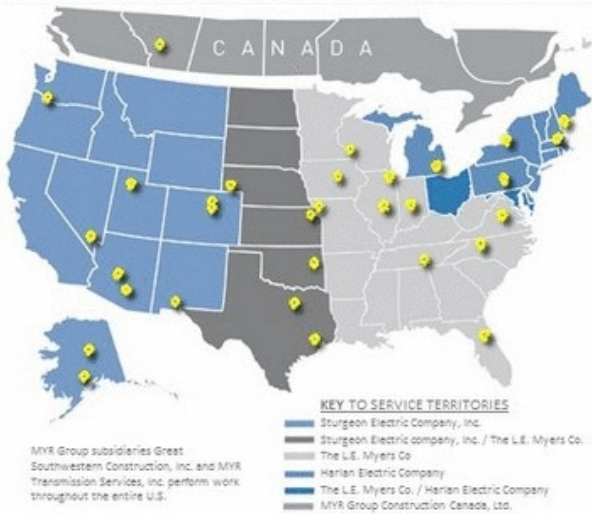 CANADA
KEY TO SERVICE TERRITORIES
Sturgeon Electric Company, Inc.
Sturgeon Electric company, Inc. / The L.E. Myers Co.
The L.E. Myers Co
Harlan Electric Company
The L.E. Myers Co. / Harlan Electric Company
MYR Group Construction Canada, Ltd.
MYR Group subsidiaries Great
Southwestern Construction, Inc. and MYR
Transmission Services, Inc. perform work
throughout the entire U.S.